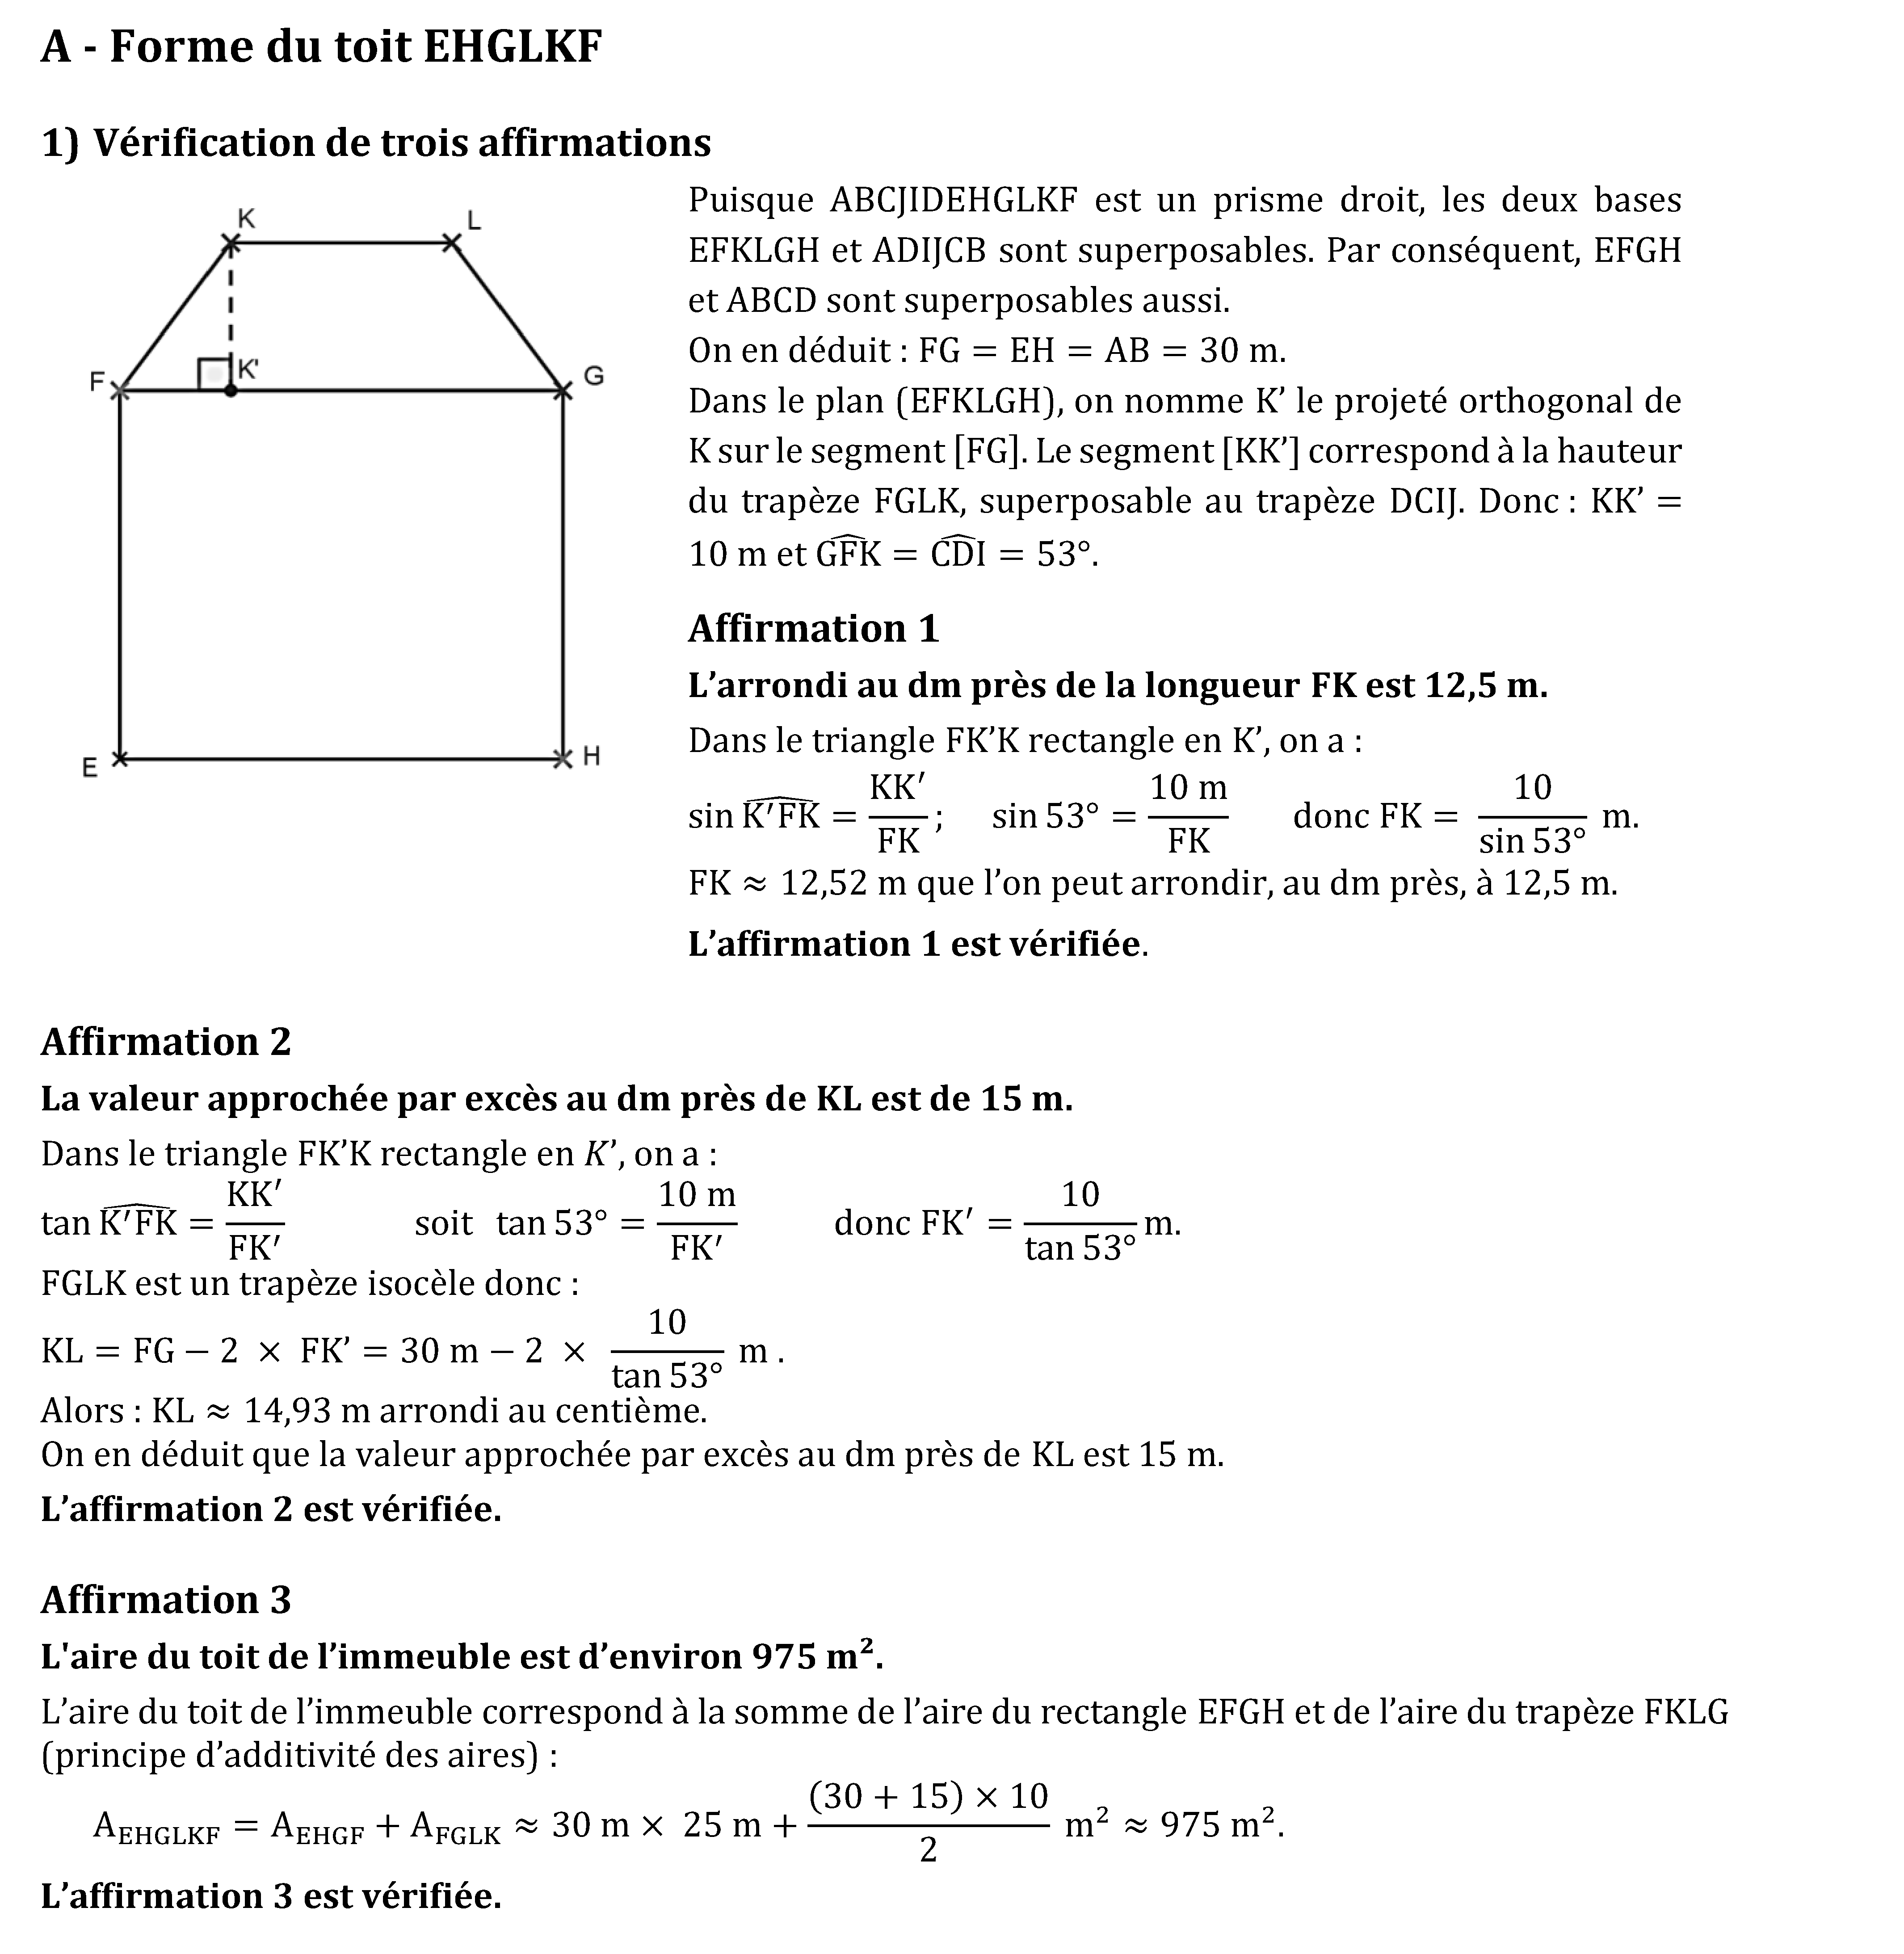 A - Forme du toit EHGLKF
1) Vérification de trois affirmations
K
L
K'
F
G
E
H
Puisque ABCJIDEHGLKF est un prisme droit, les deux bases
EFKLGH et ADIJCB sont superposables. Par conséquent, EFGH
et ABCD sont superposables aussi.
On en déduit : FG = EH = AB = 30 m.
Dans le plan (EFKLGH), on nomme K’ le projeté orthogonal de
K sur le segment [FG]. Le segment [KK’] correspond à la hauteur
du trapèze FGLK, superposable au trapèze DCIJ. Donc : KK’ =
10 m et \widehat{GFK} = \widehat{CDI} = 53°.
Affirmation 1
L’arrondi au dm près de la longueur FK est 12,5 m.
Dans le triangle FK’K rectangle en K’, on a :
sin \widehat{K′FK} = \frac{KK′}{FK} ; sin 53° = \frac{10 m}{FK} donc FK = \frac{10}{sin 53°} m.
FK ≈ 12,52 m que l’on peut arrondir, au dm près, à 12,5 m.
L’affirmation 1 est vérifiée.
Affirmation 2
La valeur approchée par excès au dm près de KL est de 15 m.
Dans le triangle FK’K rectangle en K’, on a :
tan \widehat{K′FK} = \frac{KK′}{FK′} soit tan 53° = \frac{10 m}{FK′} donc FK′ = \frac{10}{tan 53°} m.
FGLK est un trapèze isocèle donc :
KL = FG − 2 × FK’ = 30 m − 2 × \frac{10}{tan 53°} m .
Alors : KL ≈ 14,93 m arrondi au centième.
On en déduit que la valeur approchée par excès au dm près de KL est 15 m.
L’affirmation 2 est vérifiée.
Affirmation 3
L'aire du toit de l’immeuble est d’environ 975 m².
L’aire du toit de l’immeuble correspond à la somme de l’aire du rectangle EFGH et de l’aire du trapèze FKLG
(principe d’additivité des aires) :
A_{EHGLKF} = A_{EHGF} + A_{FGLK} ≈ 30 m × 25 m + \frac{(30 + 15) × 10}{2} m² ≈ 975 m².
L’affirmation 3 est vérifiée.